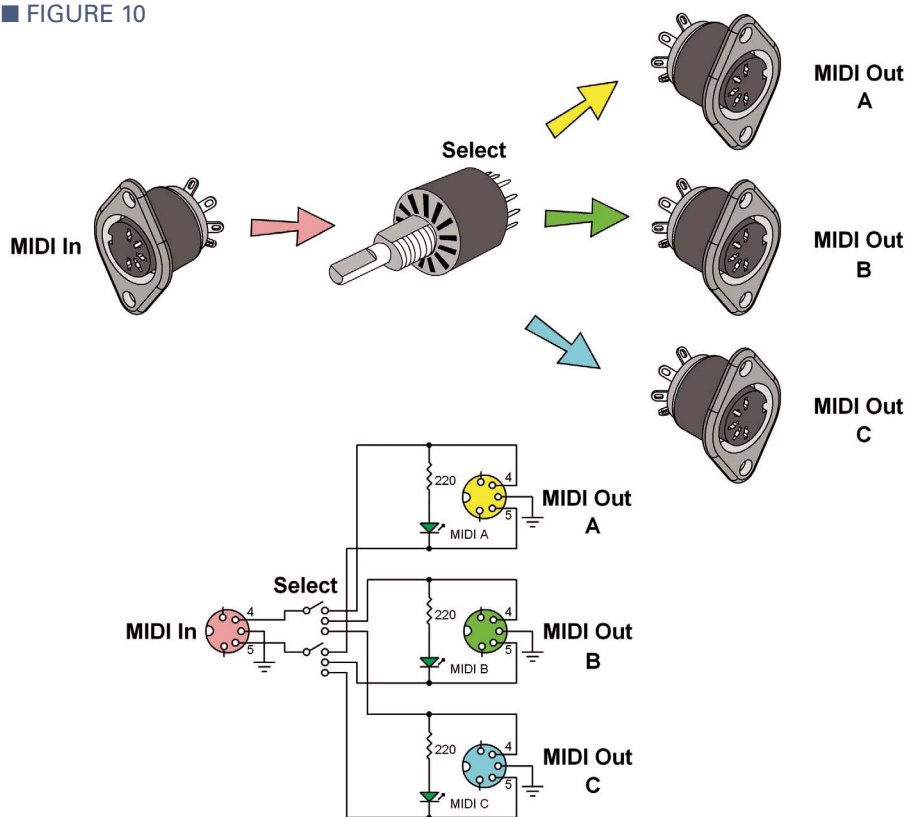 ■ FIGURE 10
MIDI Out
A
Select
MIDI In
MIDI Out
B
MIDI Out
C
220
4
5
MIDI A
MIDI Out
A
Select
MIDI In
4
5
220
4
5
MIDI B
MIDI Out
B
220
4
5
MIDI C
MIDI Out
C